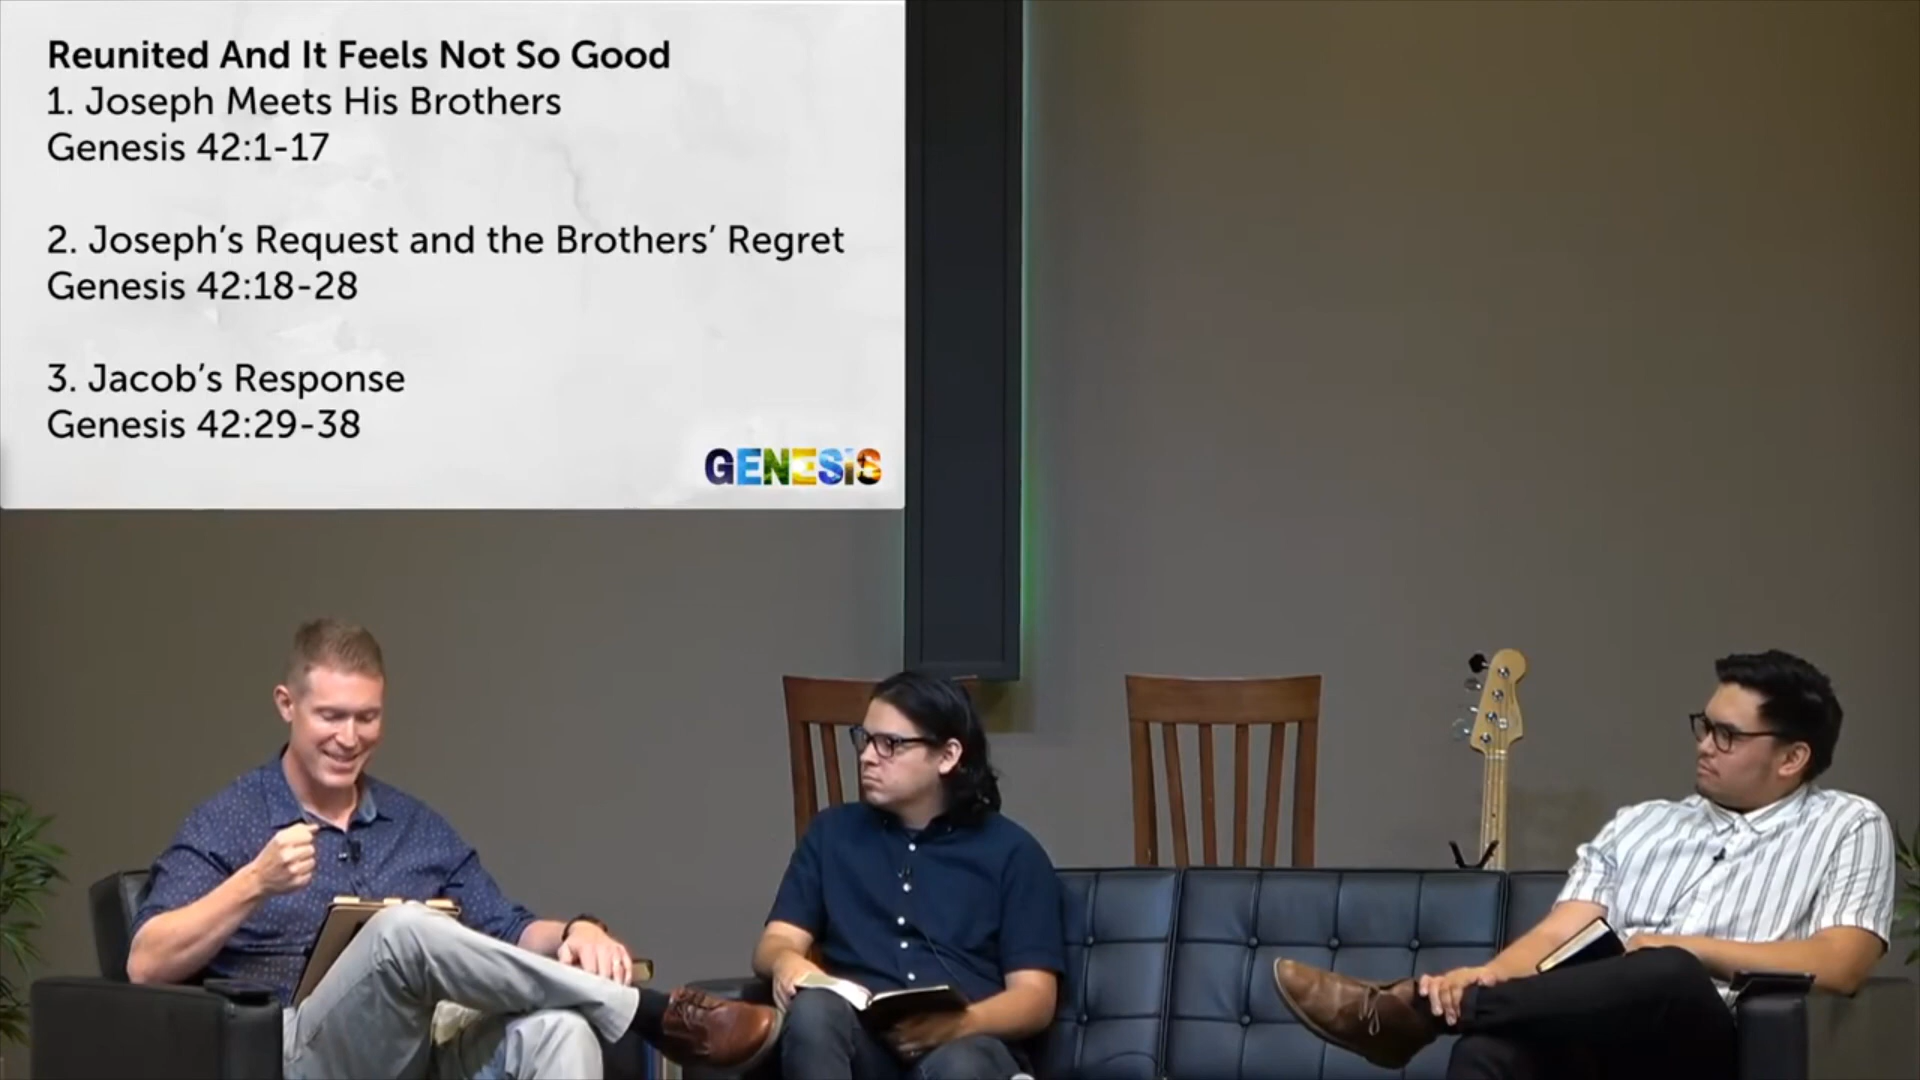 Reunited And It Feels Not So Good
1. Joseph Meets His Brothers
Genesis 42:1-17
2. Joseph's Request and the Brothers' Regret
Genesis 42:18-28
3. Jacob's Response
Genesis 42:29-38
GENESIS